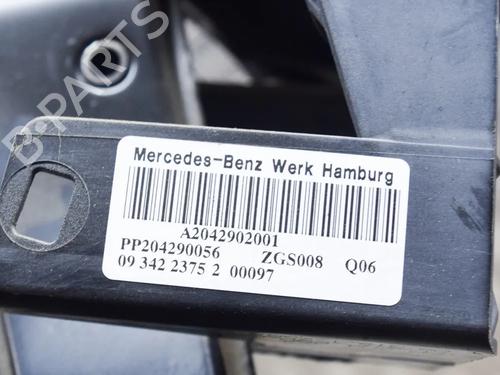 B-PARTS
Mercedes-Benz Werk Hamburg
A2042902001
PP204290056 ZGS008 Q06
09 342 2375 2 00097